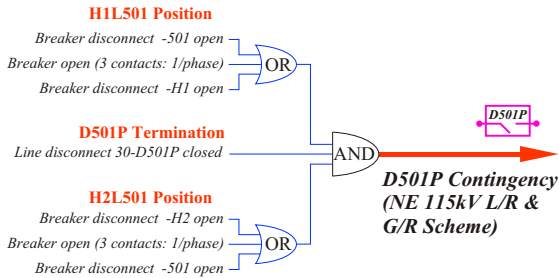 H1L501 Position
Breaker disconnect -501 open
Breaker open (3 contacts: 1/phase)
Breaker disconnect -H1 open
OR
D501P Termination
Line disconnect 30-D501P closed
AND
D501P
D501P Contingency
(NE 115kV L/R &
G/R Scheme)
H2L501 Position
Breaker disconnect -H2 open
Breaker open (3 contacts: 1/phase)
Breaker disconnect -501 open
OR